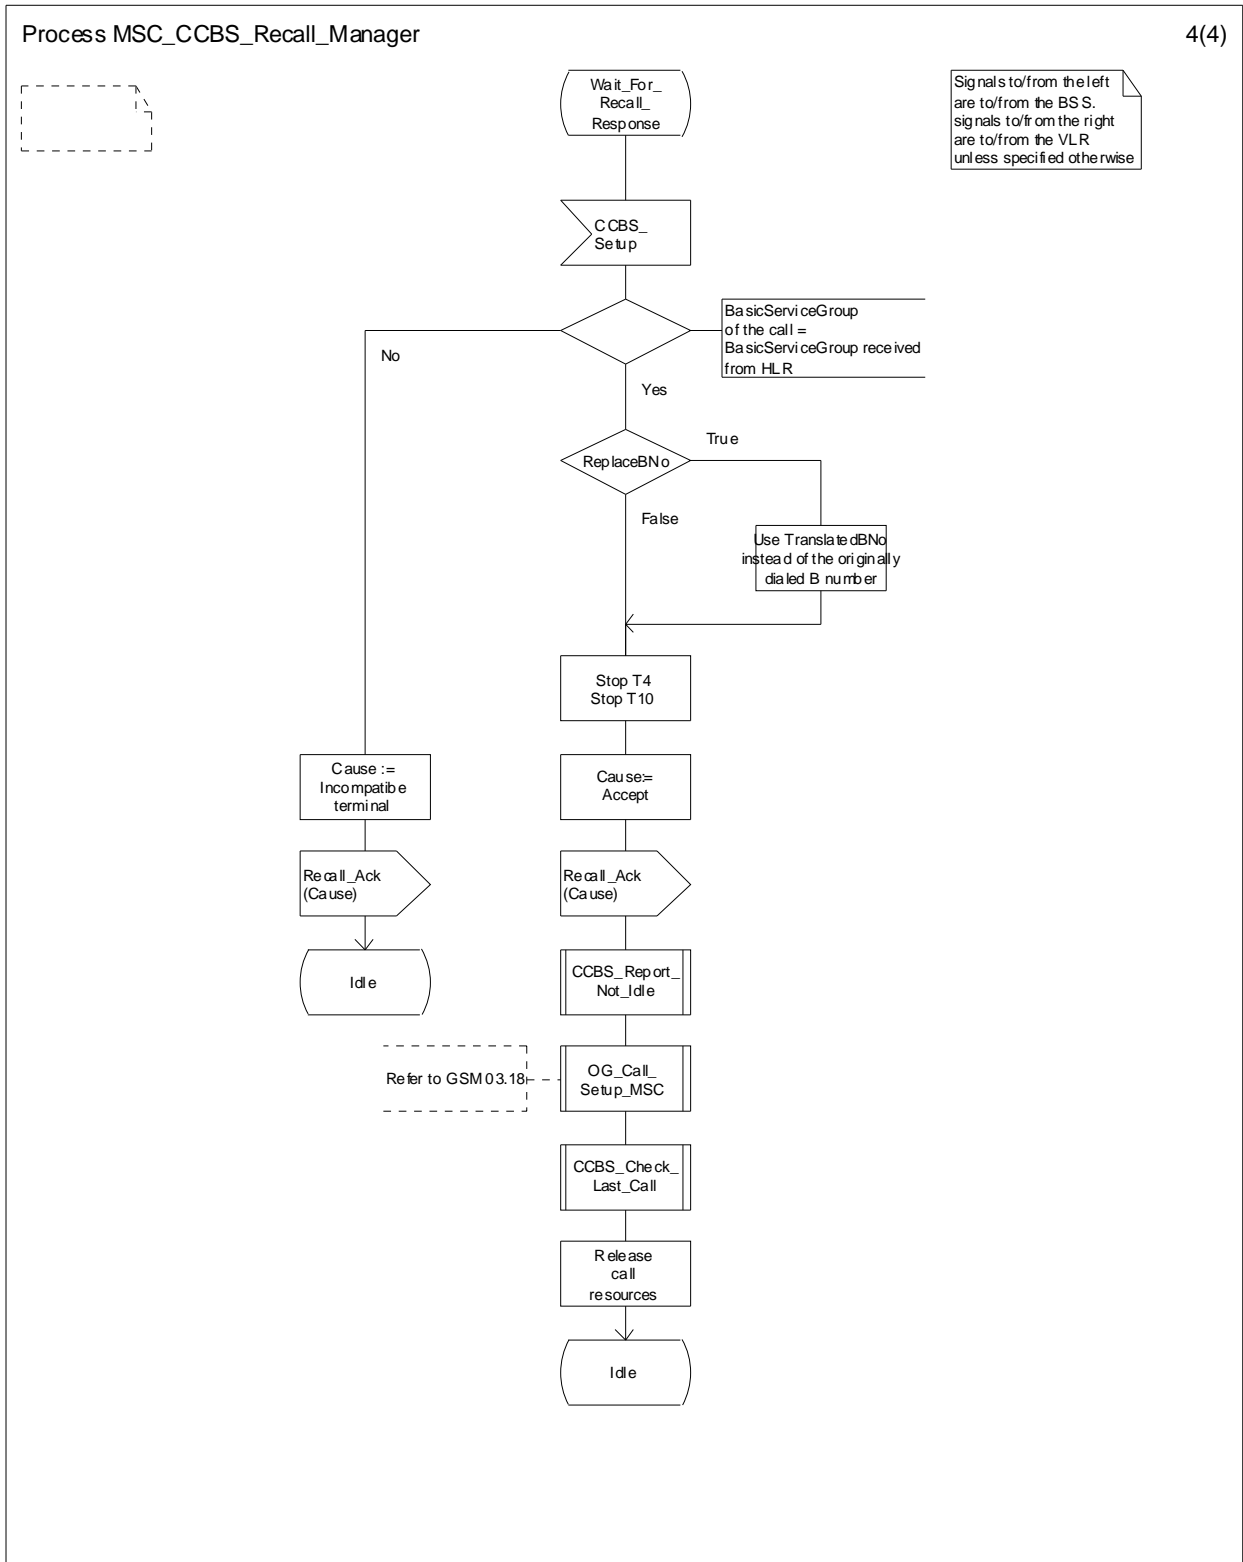 Process MSC_CCBS_Recall_Manager
4(4)
Wait_For_
Recall_
Response
Signals to/from the left
are to/from the BSS.
signals to/from the right
are to/from the VLR
unless specified otherwise
CCBS_
Setup
BasicServiceGroup
of the call =
BasicServiceGroup received
from HLR
No
Yes
True
ReplaceBNo
False
Use TranslatedBNo
instead of the originally
dialed B number
Stop T4
Stop T10
Cause :=
Incompatible
terminal
Cause:=
Accept
Recall_Ack
(Cause)
Recall_Ack
(Cause)
Idle
CCBS_Report_
Not_Idle
Refer to GSM 03.18
OG_Call_
Setup_MSC
CCBS_Check_
Last_Call
Release
call
resources
Idle